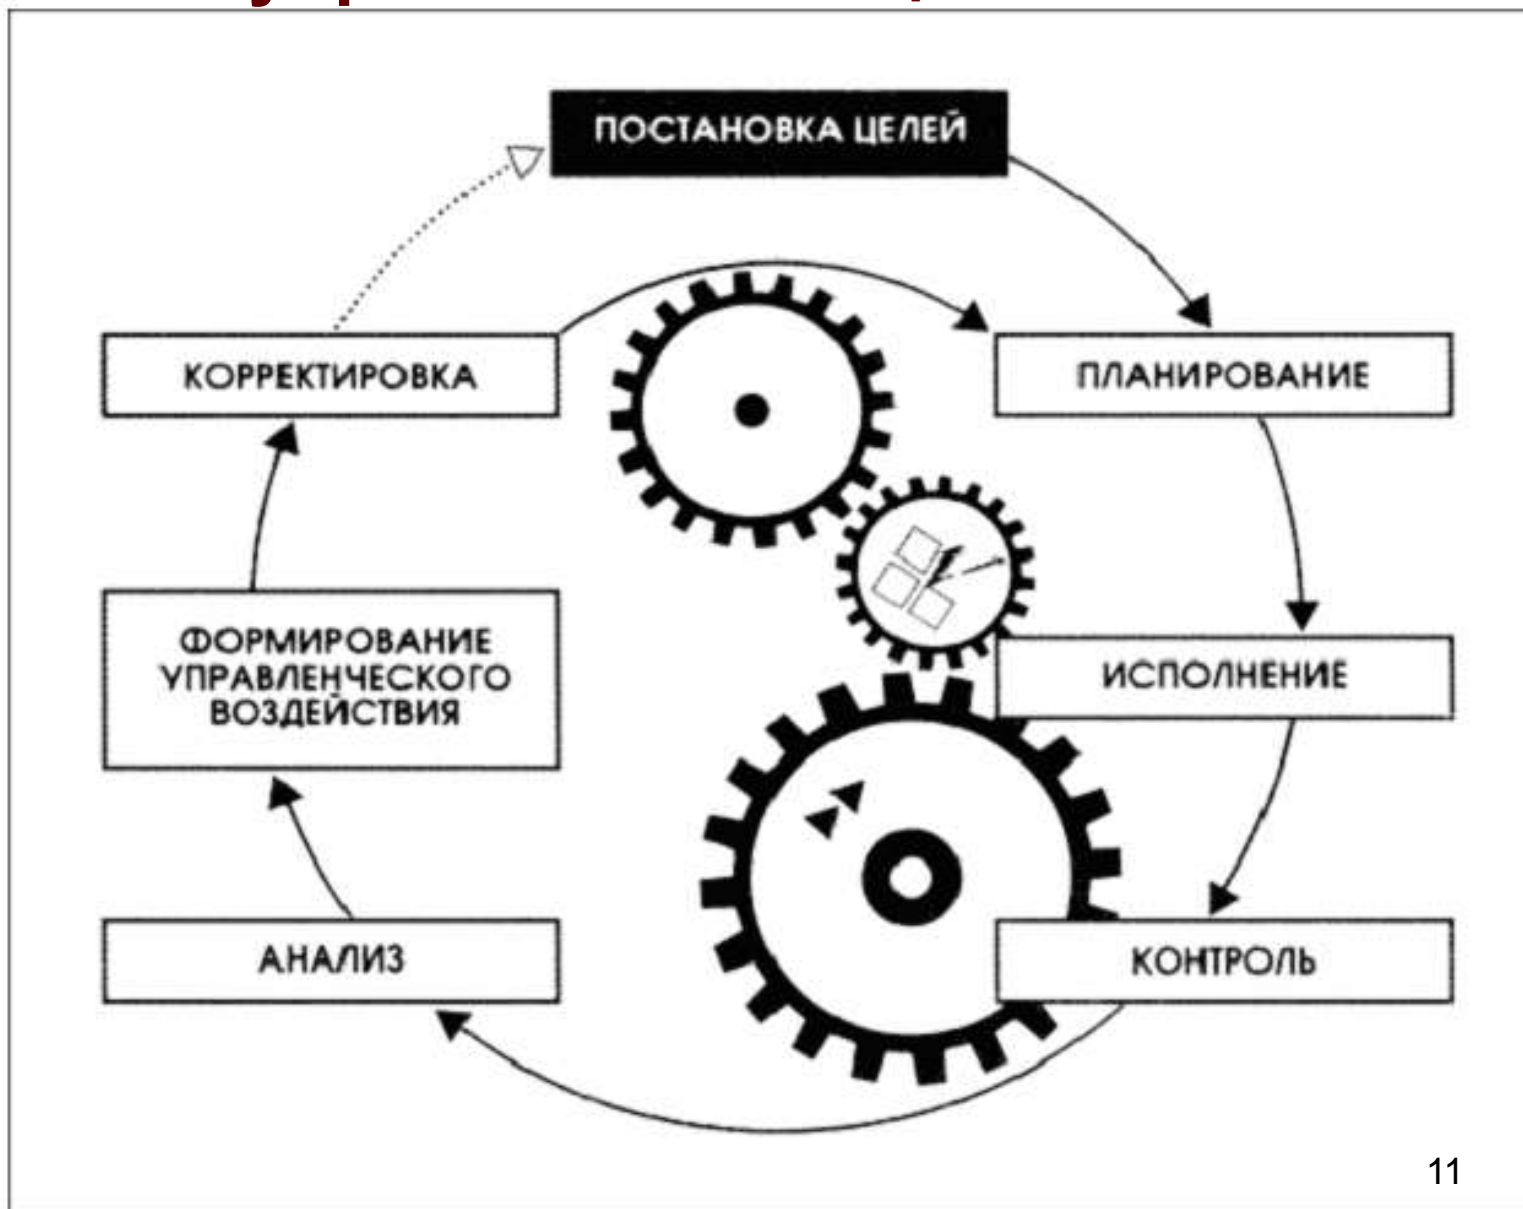 ПОСТАНОВКА ЦЕЛЕЙ
КОРРЕКТИРОВКА
ПЛАНИРОВАНИЕ
ФОРМИРОВАНИЕ
УПРАВЛЕНЧЕСКОГО
ВОЗДЕЙСТВИЯ
ИСПОЛНЕНИЕ
АНАЛИЗ
КОНТРОЛЬ
11